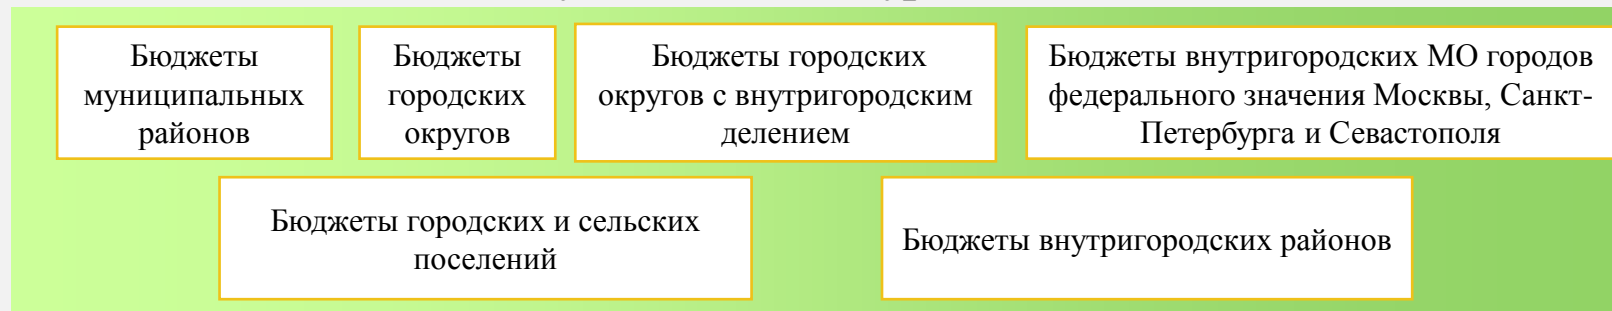 Бюджеты
муниципальных
районов
Бюджеты
городских
округов
Бюджеты городских
округов с внутригородским
делением
Бюджеты внутригородских МО городов
федерального значения Москвы, Санкт-
Петербурга и Севастополя
Бюджеты городских и сельских
поселений
Бюджеты внутригородских районов